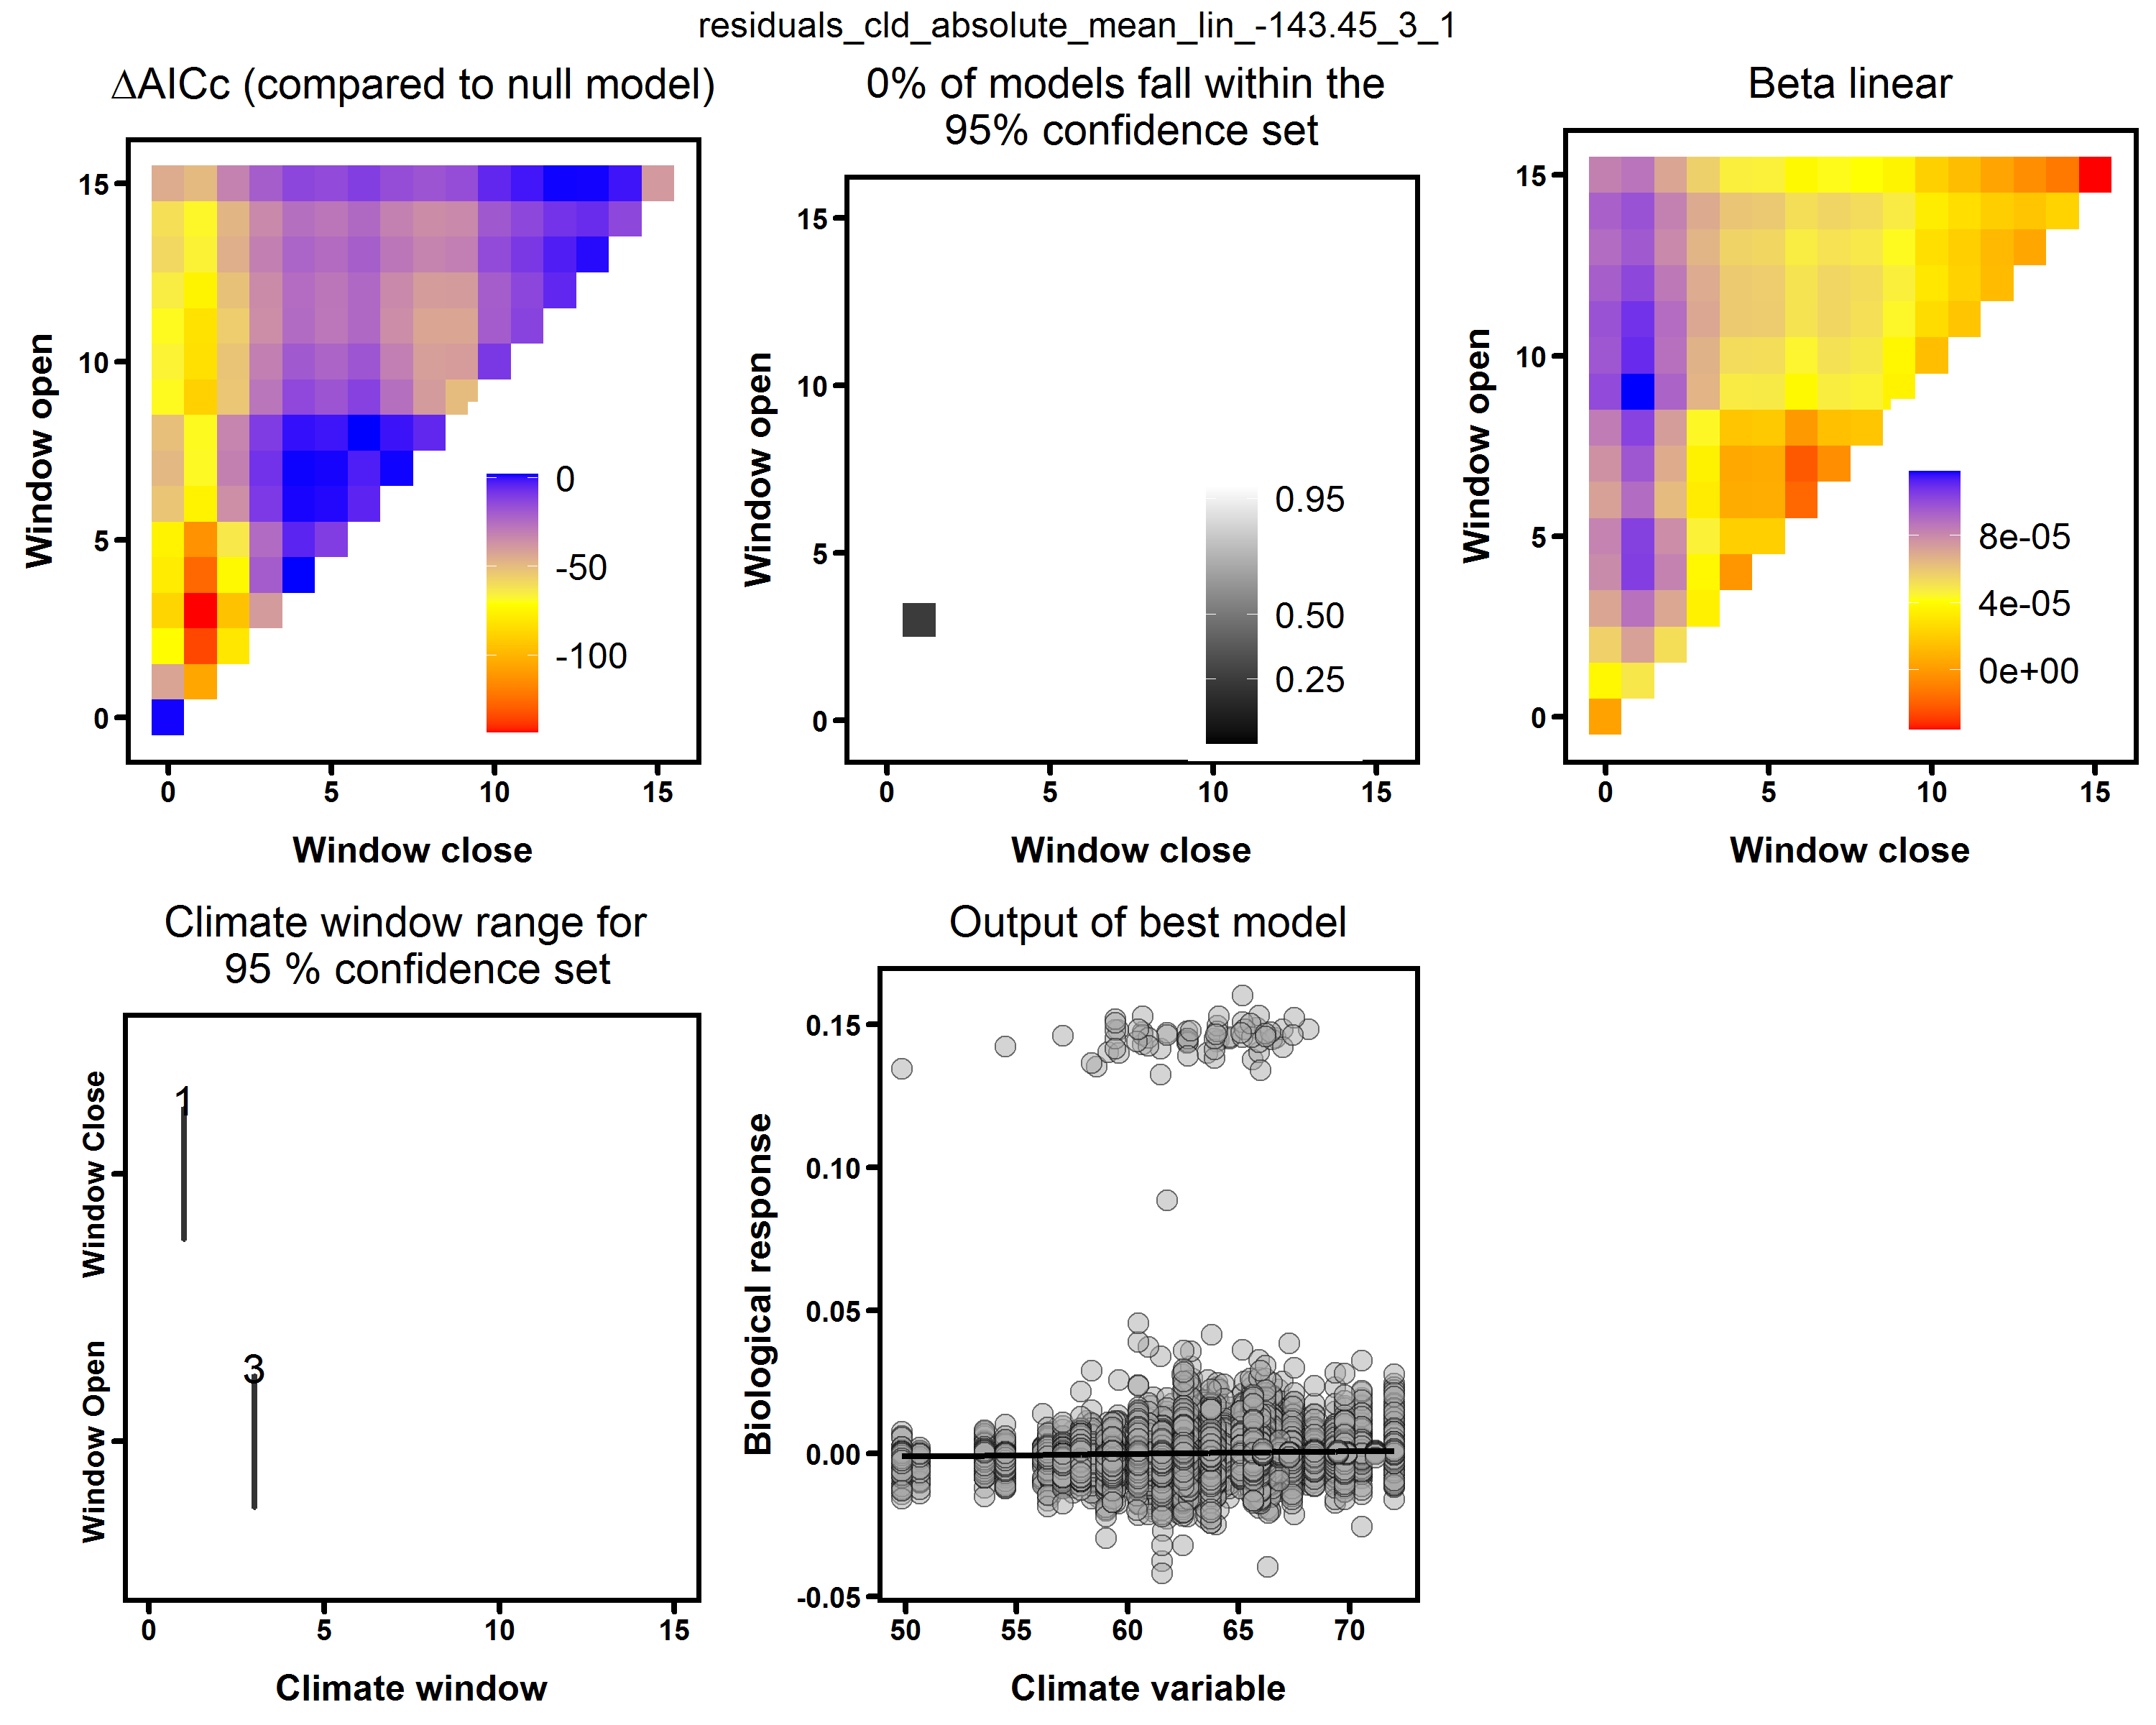 residuals_cld_absolute_mean_lin_-143.45_3_1
ΔAICc (compared to null model)
15
10
5
0
0
5
10
15
Window open
Window close
0
-50
-100
0% of models fall within the
95% confidence set
15
10
5
0
0
5
10
15
Window open
Window close
0.95
0.50
0.25
Beta linear
15
10
5
0
0
5
10
15
Window open
Window close
8e-05
4e-05
0e+00
Climate window range for
95 % confidence set
Window Close
Window Open
1
3
0
5
10
15
Climate window
Output of best model
Biological response
0.15
0.10
0.05
0.00
-0.05
50
55
60
65
70
Climate variable